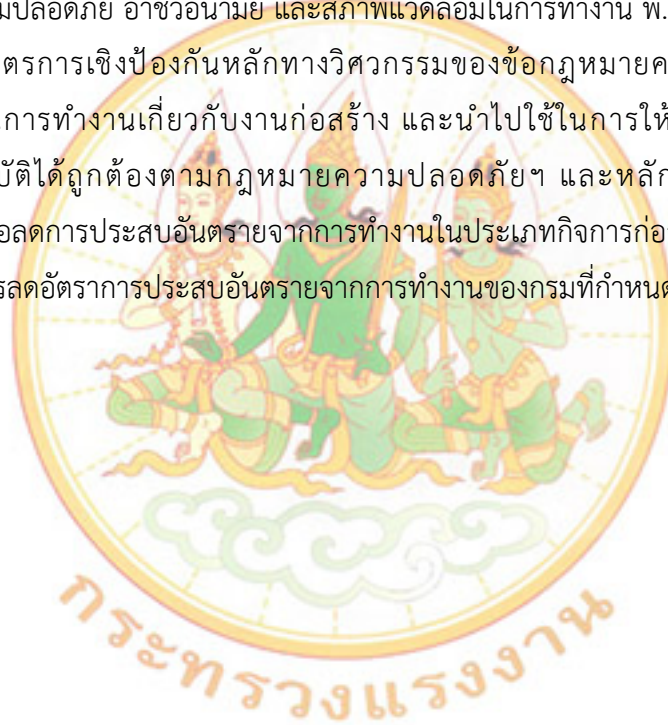 มปลอดภัย อาชีวอนามัย และสภาพแวดล้อมในการทำงาน พ.
ตรการเชิงป้องกันหลักทางวิศวกรรมของข้อกฎหมายค
การทำงานเกี่ยวกับงานก่อสร้าง และนำไปใช้ในการให้
บัติได้ถูกต้องตามกฎหมายความปลอดภัยฯ และหลัก
อลดการประสบอันตรายจากการทำงานในประเภทกิจการก่อ
รลดอัตราการประสบอันตรายจากการทำงานของกรมที่กำหนด
กระทรวงแรงงาน